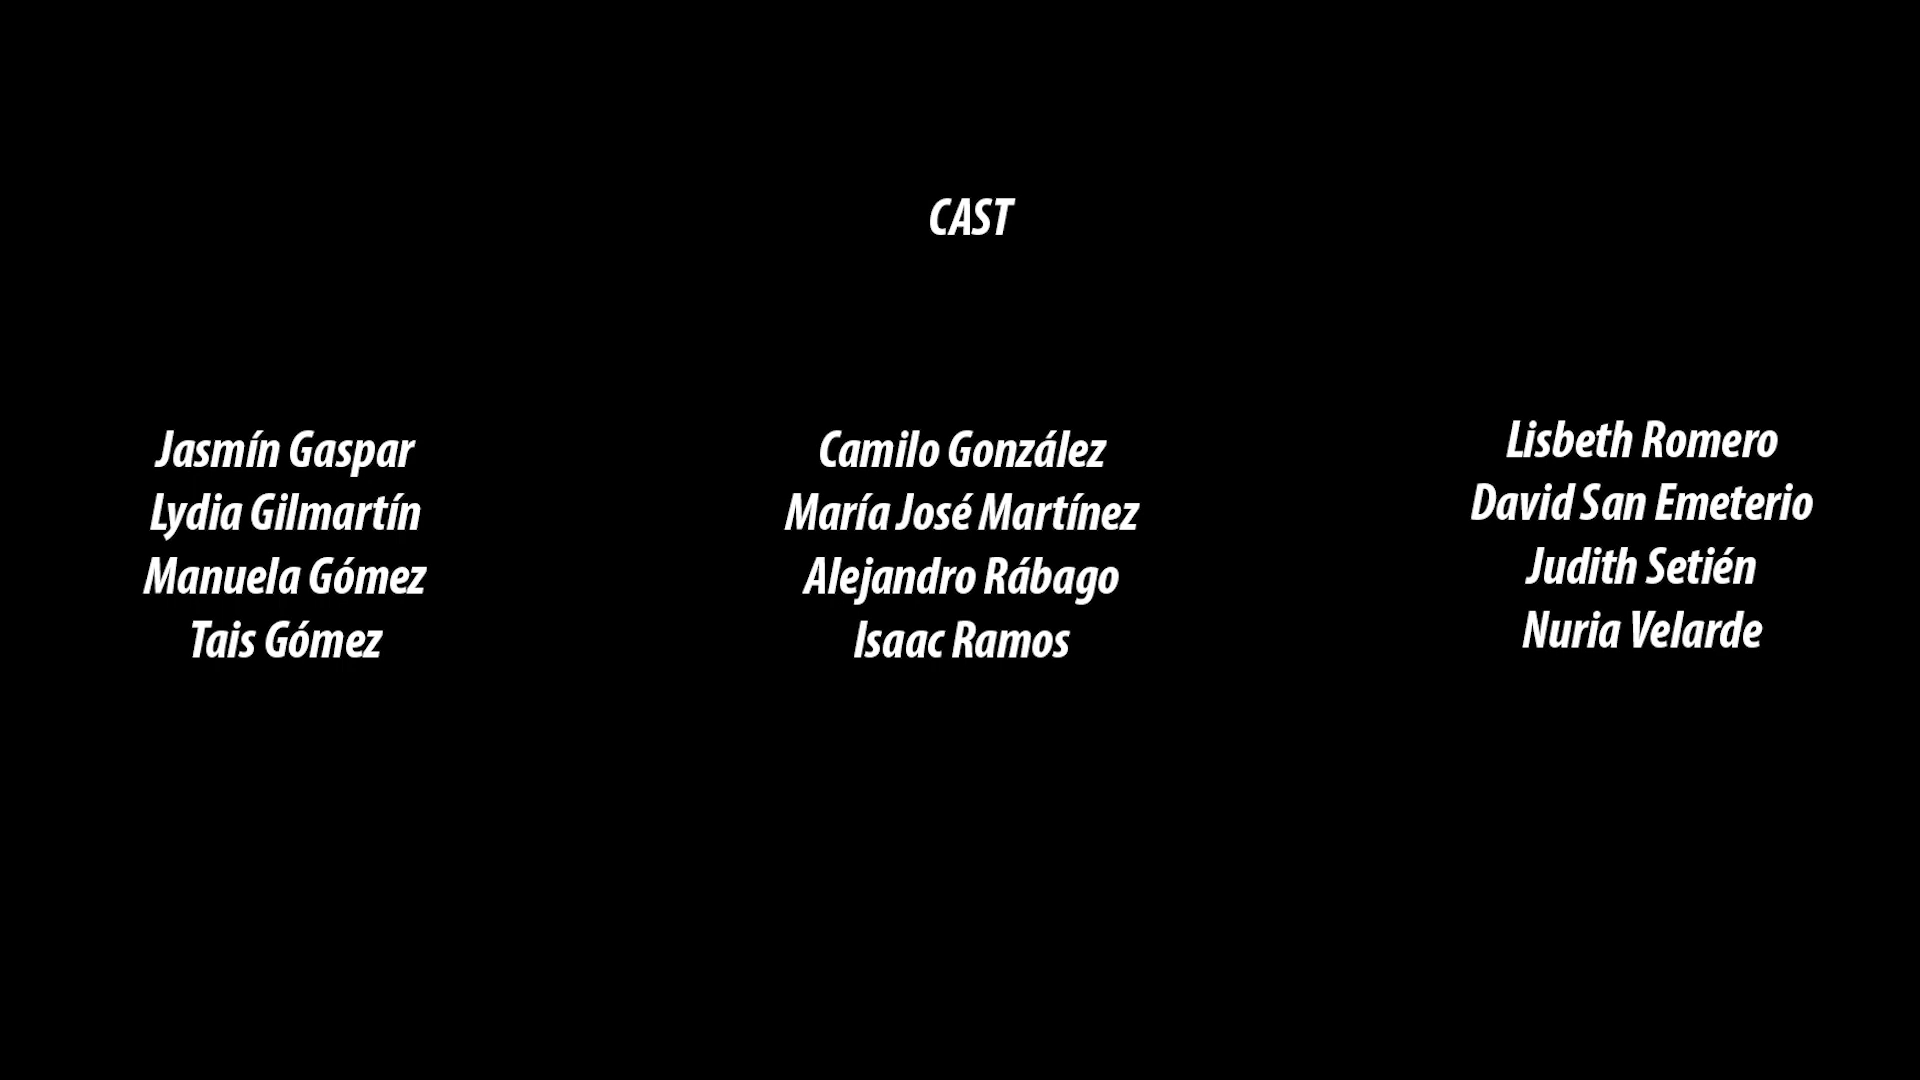 CAST
Jasmín Gaspar
Lydia Gilmartín
Manuela Gómez
Tais Gómez
Camilo González
María José Martínez
Alejandro Rábago
Isaac Ramos
Lisbeth Romero
David San Emeterio
Judith Setién
Nuria Velarde